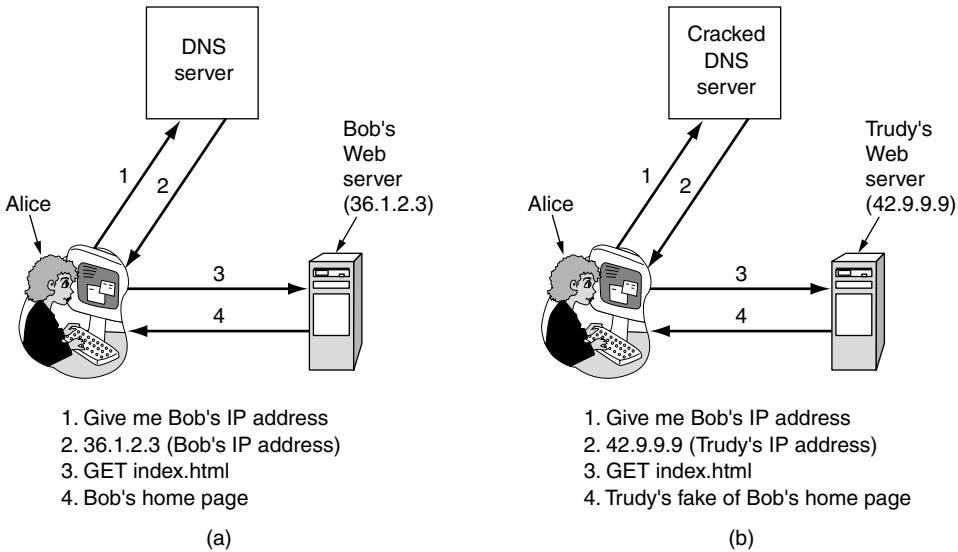 DNS
server
1
2
Alice
Bob's
Web
server
(36.1.2.3)
3
4
1. Give me Bob's IP address
2. 36.1.2.3 (Bob's IP address)
3. GET index.html
4. Bob's home page
(a)
Cracked
DNS
server
1
2
Alice
Trudy's
Web
server
(42.9.9.9)
3
4
1. Give me Bob's IP address
2. 42.9.9.9 (Trudy's IP address)
3. GET index.html
4. Trudy's fake of Bob's home page
(b)